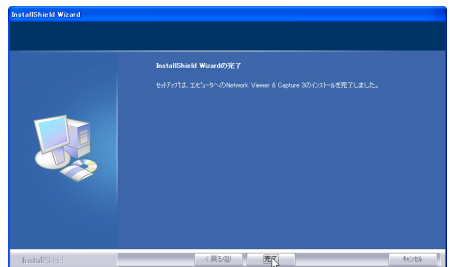 InstallShield Wizard
InstallShield Wizardの完了
セットアップは、コンピュータへのNetwork Viewer & Capture 3のインストールを完了しました。
InstallShield
< 戻る(B)
完了
キャンセル